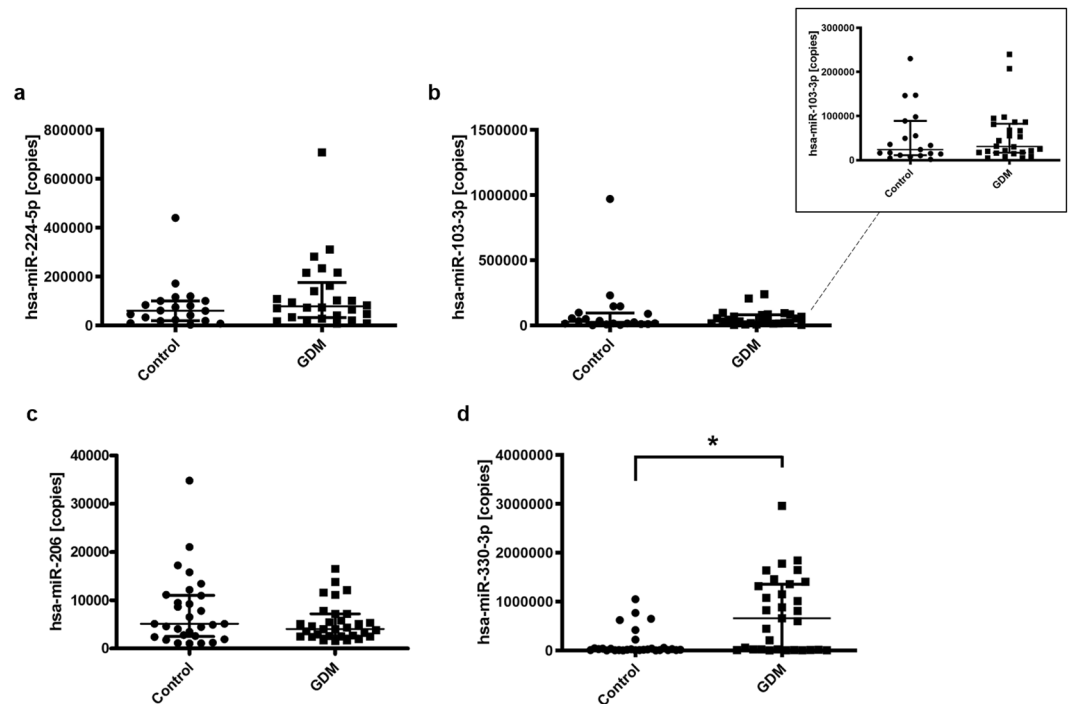 a
hsa-miR-224-5p [copies]
800000
600000
400000
200000
0
Control
GDM
b
hsa-miR-103-3p [copies]
1500000
1000000
500000
0
Control
GDM
hsa-miR-103-3p [copies]
300000
200000
100000
0
Control
GDM
c
hsa-miR-206 [copies]
40000
30000
20000
10000
0
Control
GDM
d
hsa-miR-330-3p [copies]
4000000
3000000
2000000
1000000
0
*
Control
GDM